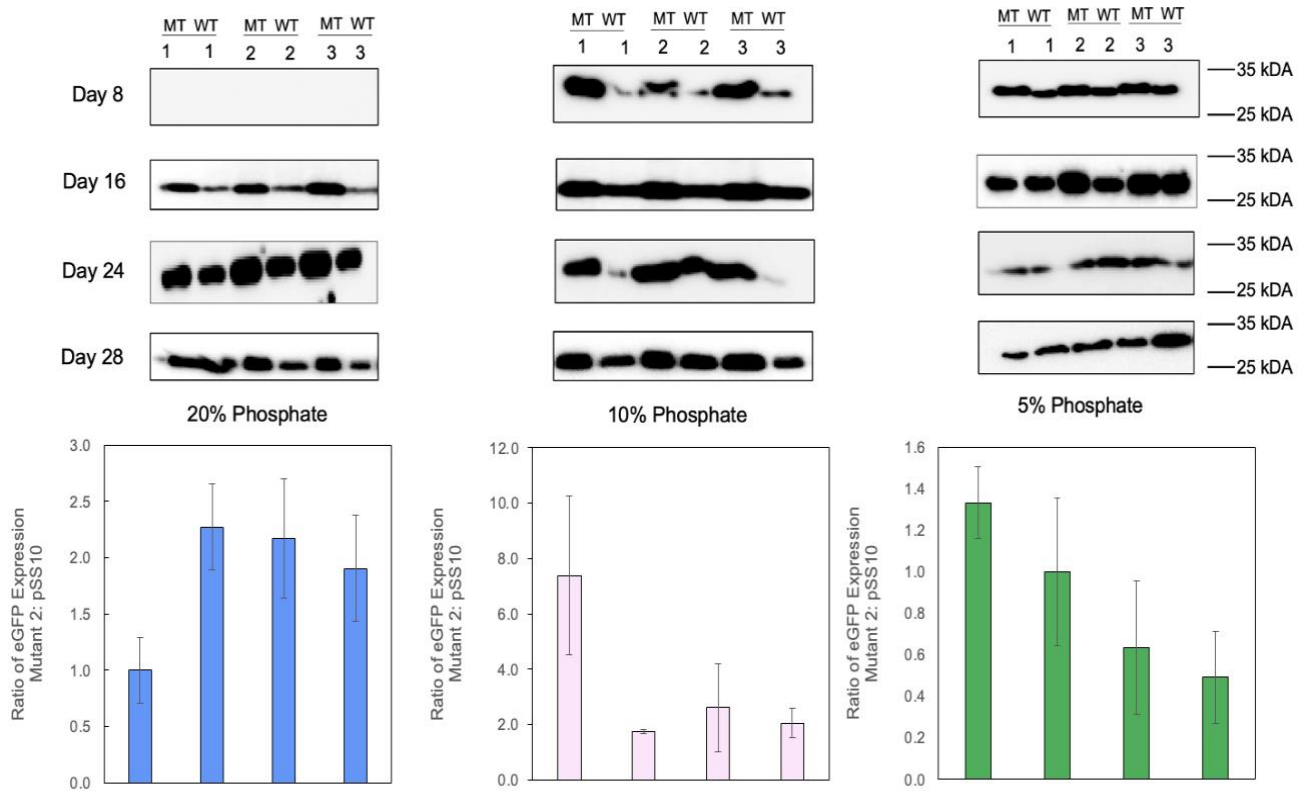 MT WT MT WT MT WT
1 1 2 2 3 3
MT WT MT WT MT WT
1 1 2 2 3 3
MT WT MT WT MT WT
1 1 2 2 3 3
Day 8
35 kDA
25 kDA
Day 16
35 kDA
25 kDA
Day 24
35 kDA
25 kDA
Day 28
35 kDA
25 kDA
20% Phosphate
10% Phosphate
5% Phosphate
Ratio of eGFP Expression
Mutant 2: pSS10
3.0
2.5
2.0
1.5
1.0
0.5
0.0
Ratio of eGFP Expression
Mutant 2: pSS10
12.0
10.0
8.0
6.0
4.0
2.0
0.0
Ratio of eGFP Expression
Mutant 2: pSS10
1.6
1.4
1.2
1.0
0.8
0.6
0.4
0.2
0.0